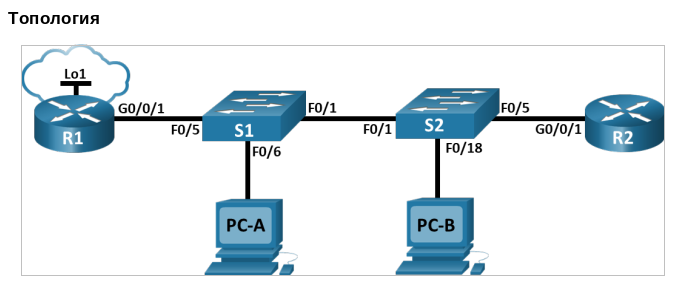 Топология
Lo1
R1
G0/0/1
F0/5
S1
F0/1
F0/6
F0/1
S2
F0/5
F0/18
G0/0/1
R2
PC-A
PC-B